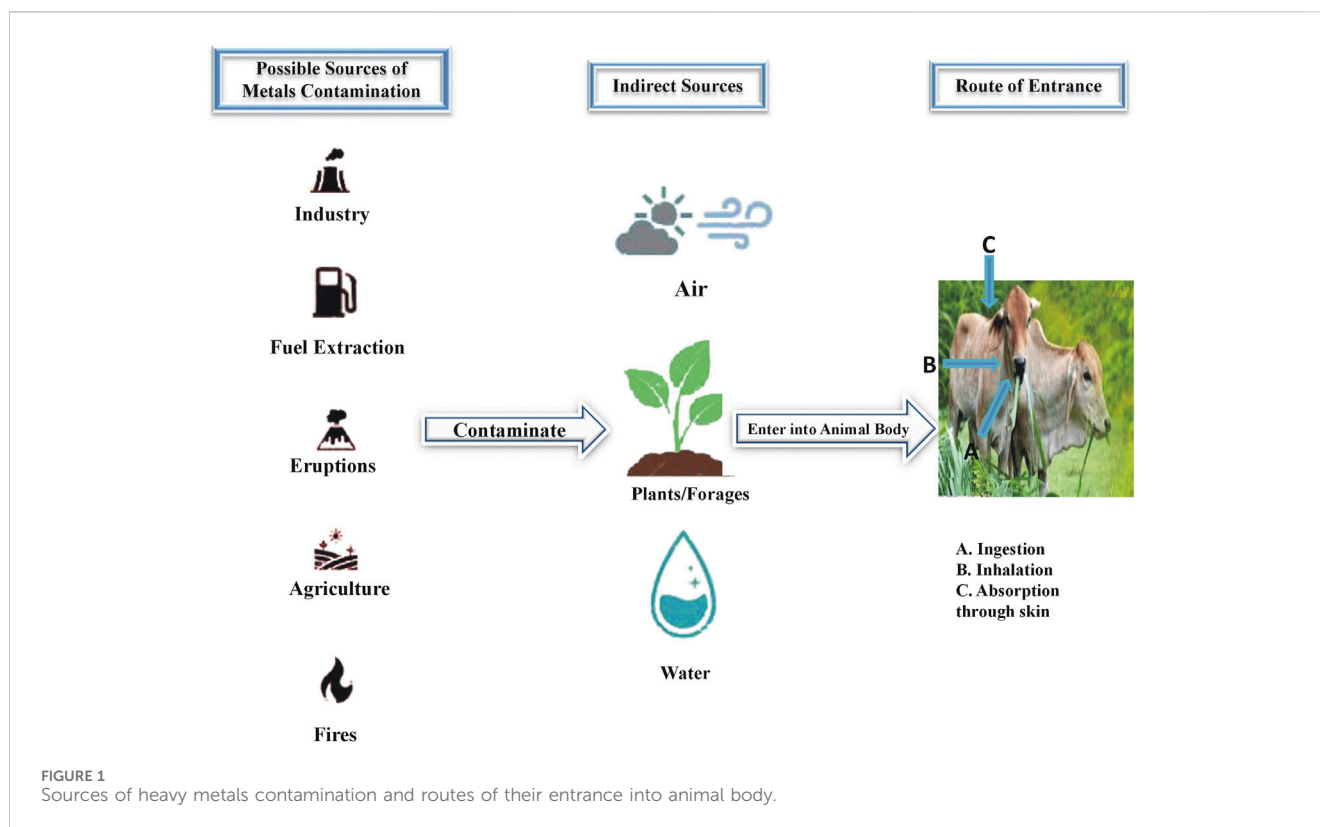 Possible Sources of
Metals Contamination
Indirect Sources
Route of Entrance
Industry
Fuel Extraction
Eruptions
Agriculture
Fires
Contaminate
Air
Plants/Forages
Water
Enter into Animal Body
C
B
A
A. Ingestion
B. Inhalation
C. Absorption
through skin
FIGURE 1
Sources of heavy metals contamination and routes of their entrance into animal body.